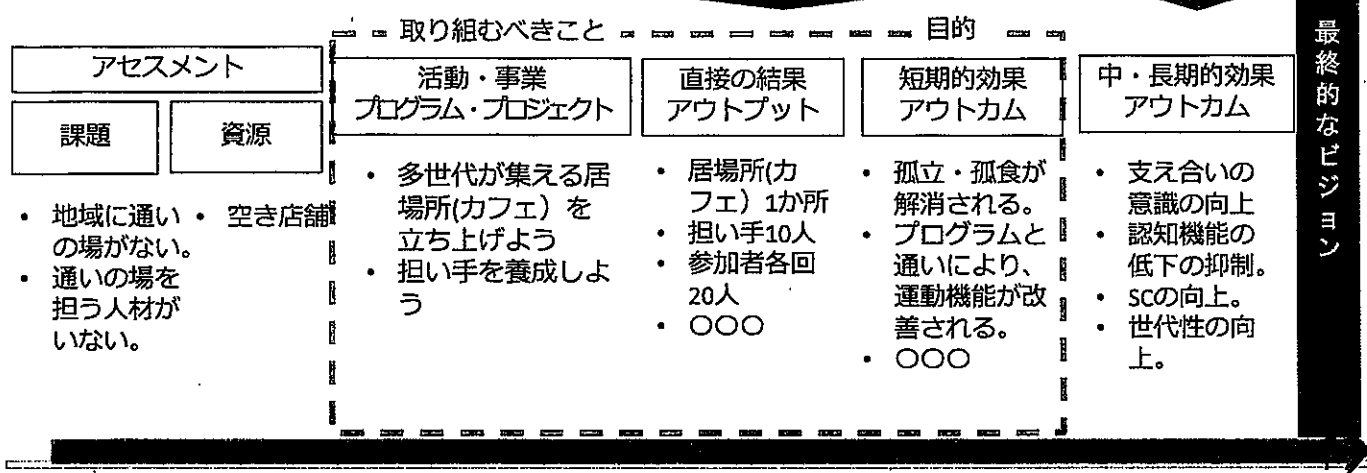 取り組むべきこと
目的
アセスメント
課題
資源
・ 地域に通い
の場がない。
・ 通いの場を
担う人材が
いない。
・ 空き店舗
活動・事業
プログラム・プロジェクト
・ 多世代が集える居
場所(カフェ）を
立ち上げよう
・ 担い手を養成しよ
う
直接の結果
アウトプット
・ 居場所(カ
フェ）1か所
・ 担い手10人
・ 参加者各回
20人
・ 〇〇〇
短期的効果
アウトカム
・ 孤立・孤食が
解消される。
・ プログラムと
通いにより、
運動機能が改
善される。
・ 〇〇〇
中・長期的効果
アウトカム
・ 支え合いの
意識の向上
・ 認知機能の
低下の抑制。
・ SCの向上。
・ 世代性の向
上。
最終的なビジョン